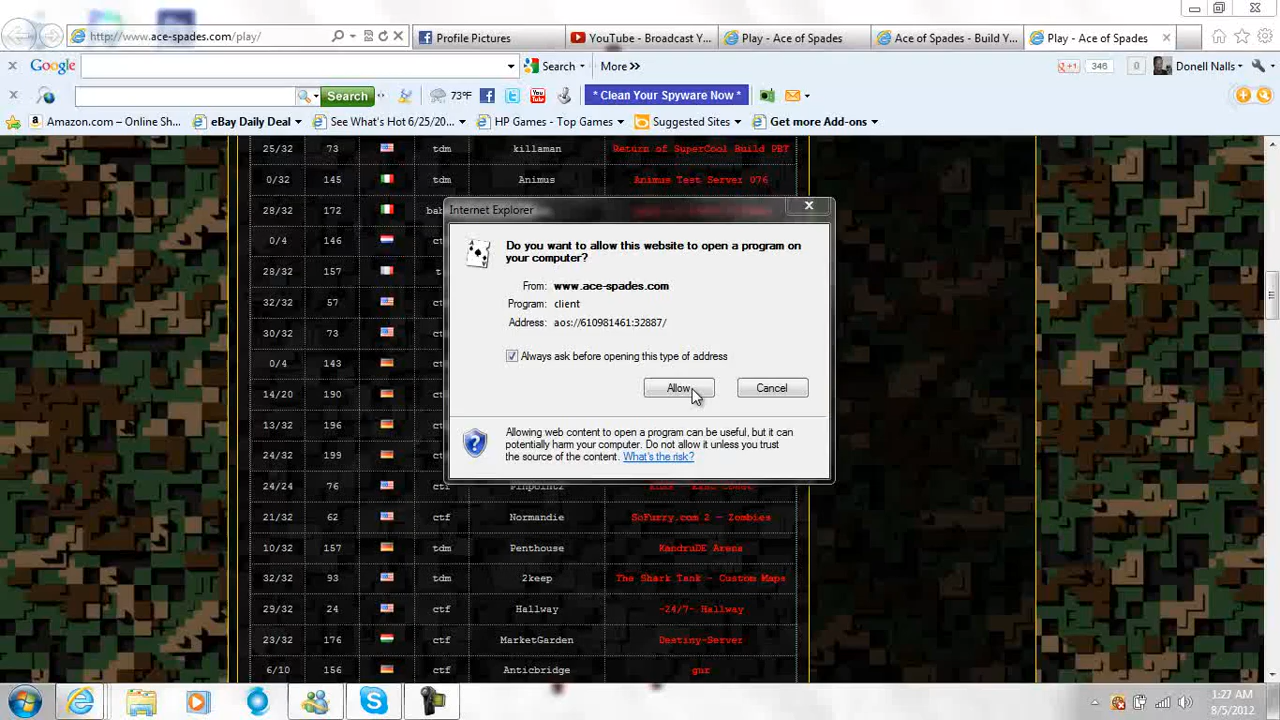 http://www.ace-spades.com/play/
Profile Pictures
YouTube - Broadcast Y...
Play - Ace of Spades
Ace of Spades - Build Y...
Play - Ace of Spades
Google
Search
More >>
+1
346
0
Donell Nalls
Search
73°F
* Clean Your Spyware Now *
Amazon.com – Online Sh...
eBay Daily Deal
See What's Hot 6/25/20...
HP Games - Top Games
Suggested Sites
Get more Add-ons
25/32 73 tdm killaman Return of SuperCool Build PBT
0/32 145 tdm Animus Animus Test Server 076
28/32 172
0/4 146
28/32 157
32/32 57
30/32 73
0/4 143
14/20 190
13/32 196
24/32 199
24/24 76 ctf Pinpoint2
21/32 62 ctf Normandie SoFurry.com 2 – Zombies
10/32 157 tdm Penthouse KandruDE Arena
32/32 93 tdm 2keep The Shark Tank - Custom Maps
29/32 24 ctf Hallway -24/7- Hallway
23/32 176 ctf MarketGarden Destiny-Server
6/10 156 ctf Anticbridge gnr
Internet Explorer
Do you want to allow this website to open a program on
your computer?
From: www.ace-spades.com
Program: client
Address: aos://610981461:32887/
Always ask before opening this type of address
Allow
Cancel
Allowing web content to open a program can be useful, but it can
potentially harm your computer. Do not allow it unless you trust
the source of the content. What's the risk?
1:27 AM
8/5/2012